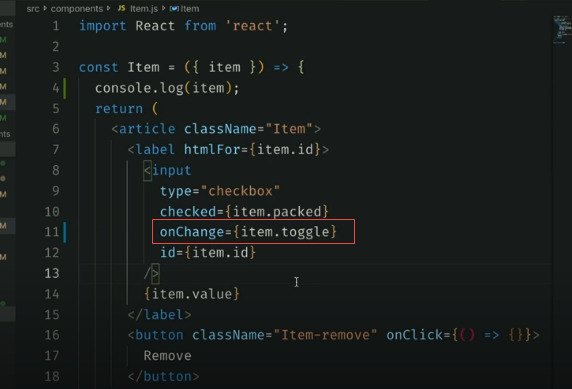 src > components > JS Item.js > Item
ents
1 import React from 'react';
M
2
M
3 const Item = ({ item }) => {
M
4 console.log(item);
M
5 return (
6 <article className="Item">
nts
7 <label htmlFor={item.id}>
8 <input
9 type="checkbox"
M
10 checked={item.packed}
M
11 onChange={item.toggle}
12 id={item.id}
M
13 />
14 {item.value}
15 </label>
16 <button className="Item-remove" onClick={() => {}}>
17 Remove
18 </button>